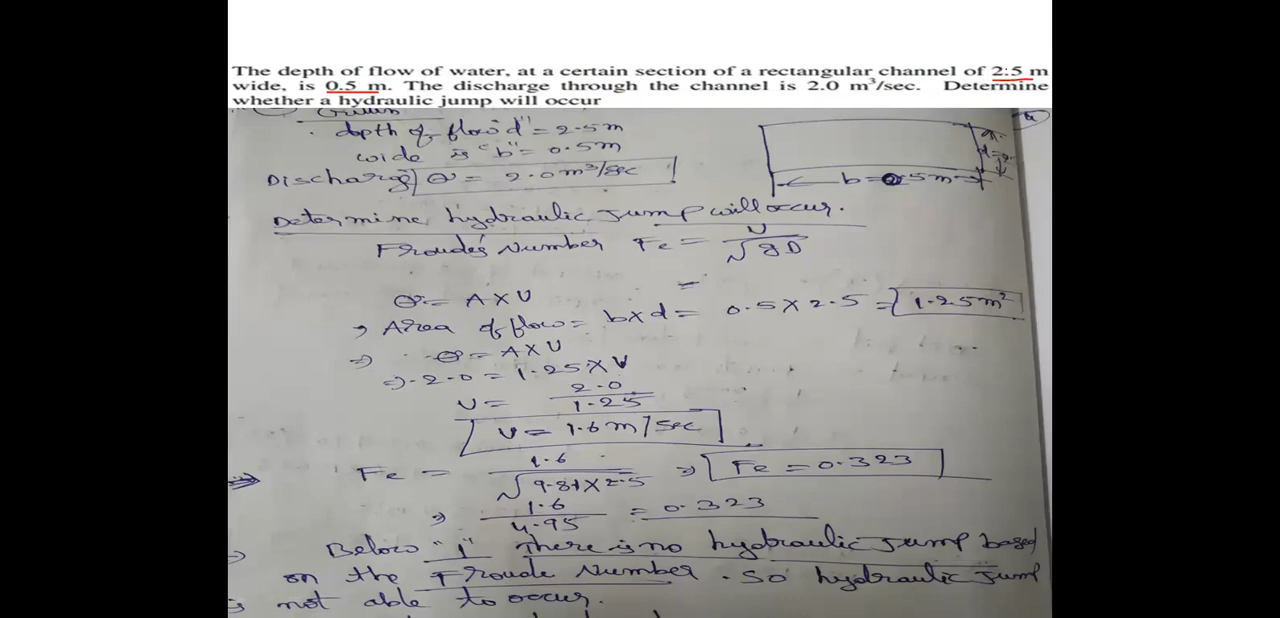 The depth of flow of water, at a certain section of a rectangular channel of 2:5 m
wide, is 0.5 m. The discharge through the channel is 2.0 m³/sec. Determine
whether a hydraulic jump will occur
Given
depth of flow "d" = 2.5m
wide is "b" = 0.5m
Discharge Q = 2.0 m³/sec
b = 5m
Determine hydraulic Jump will occur.
Froude's Number Fe = V/√gD
Q = A X V
Area of flow = b x d = 0.5 X 2.5 = 1.25m²
⇒ Q = A X V
⇒ 2.0 = 1.25 X V
V = 2.0/1.25
V = 1.6 m/sec
⇒ Fe = 1.6/√9.81 X 2.5 ⇒ Fe = 0.323
⇒ 1.6/4.95 = 0.323
Below "1" There is no hydraulic Jump based
on the Froude Number. So hydraulic Jump
is not able to occur.